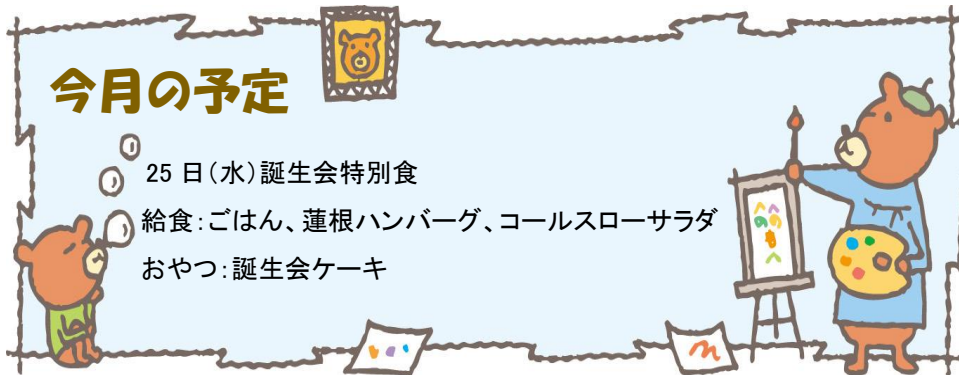 今月の予定
25日(水)誕生会特別食
給食:ごはん、蓮根ハンバーグ、コールスローサラダ
おやつ:誕生会ケーキ